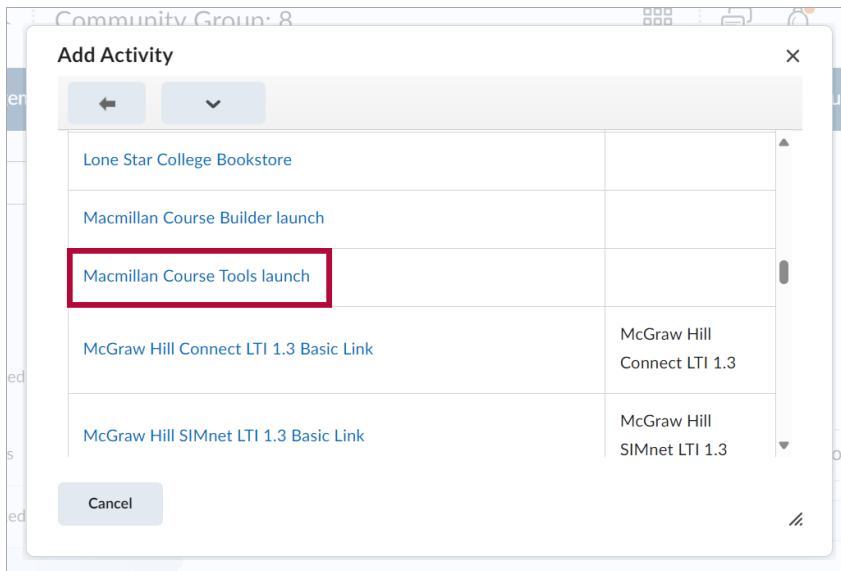 Community Group: 8
Add Activity
Lone Star College Bookstore
Macmillan Course Builder launch
Macmillan Course Tools launch
McGraw Hill Connect LTI 1.3 Basic Link
McGraw Hill
Connect LTI 1.3
McGraw Hill SIMnet LTI 1.3 Basic Link
McGraw Hill
SIMnet LTI 1.3
Cancel